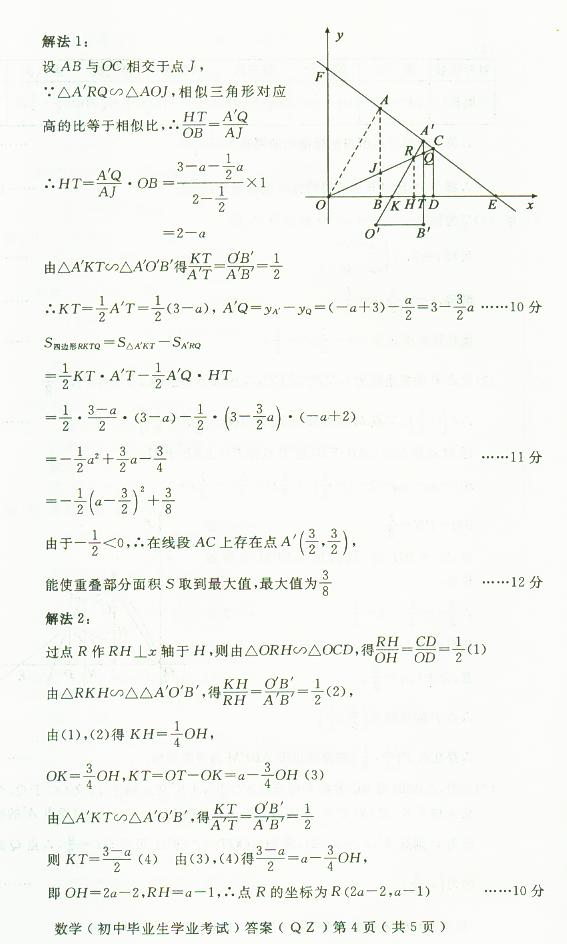 解法1:
设AB与OC相交于点J,
∵△A′RQ∽△AOJ,相似三角形对应
高的比等于相似比,∴HT/OB=A′Q/AJ
∴HT=A′Q/AJ·OB=(3-a-1/2a)/(2-1/2)×1
=2-a
由△A′KT∽△A′O′B′得KT/A′T=O′B′/A′B′=1/2
∴KT=1/2A′T=1/2(3-a), A′Q=y_A′-y_Q=(-a+3)-a/2=3-3/2a ……10分
S四边形RKTQ=S△A′KT-SA′RQ
=1/2KT·A′T-1/2A′Q·HT
=1/2·(3-a)/2·(3-a)-1/2·(3-3/2a)·(-a+2)
=-1/2a²+3/2a-3/4 ……11分
=-1/2(a-3/2)²+3/8
由于-1/2<0,∴在线段AC上存在点A′(3/2,3/2),
能使重叠部分面积S取到最大值,最大值为3/8 ……12分
解法2:
过点R作RH⊥x轴于H,则由△ORH∽△OCD,得RH/OH=CD/OD=1/2(1)
由△RKH∽△△A′O′B′,得KH/RH=O′B′/A′B′=1/2(2),
由(1),(2)得KH=1/4OH,
OK=3/4OH,KT=OT-OK=a-3/4OH (3)
由△A′KT∽△A′O′B′,得KT/A′T=O′B′/A′B′=1/2
则KT=(3-a)/2 (4) 由(3),(4)得(3-a)/2=a-3/4OH,
即OH=2a-2,RH=a-1,∴点R的坐标为R(2a-2,a-1) ……10分
数学(初中毕业生学业考试)答案(QZ)第4页(共5页)
y
F
A
A′
C
R
Q
J
O
B
K
H
T
D
E
x
O′
B′